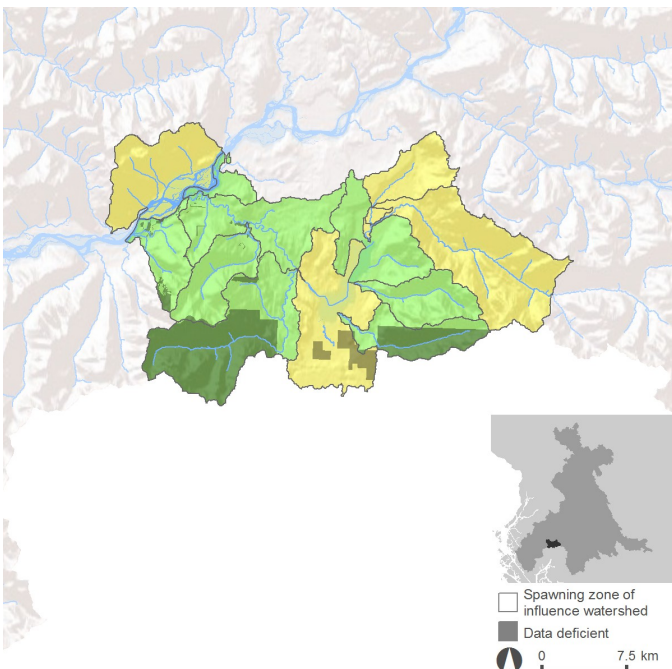 Spawning zone of
influence watershed
Data deficient
0 7.5 km